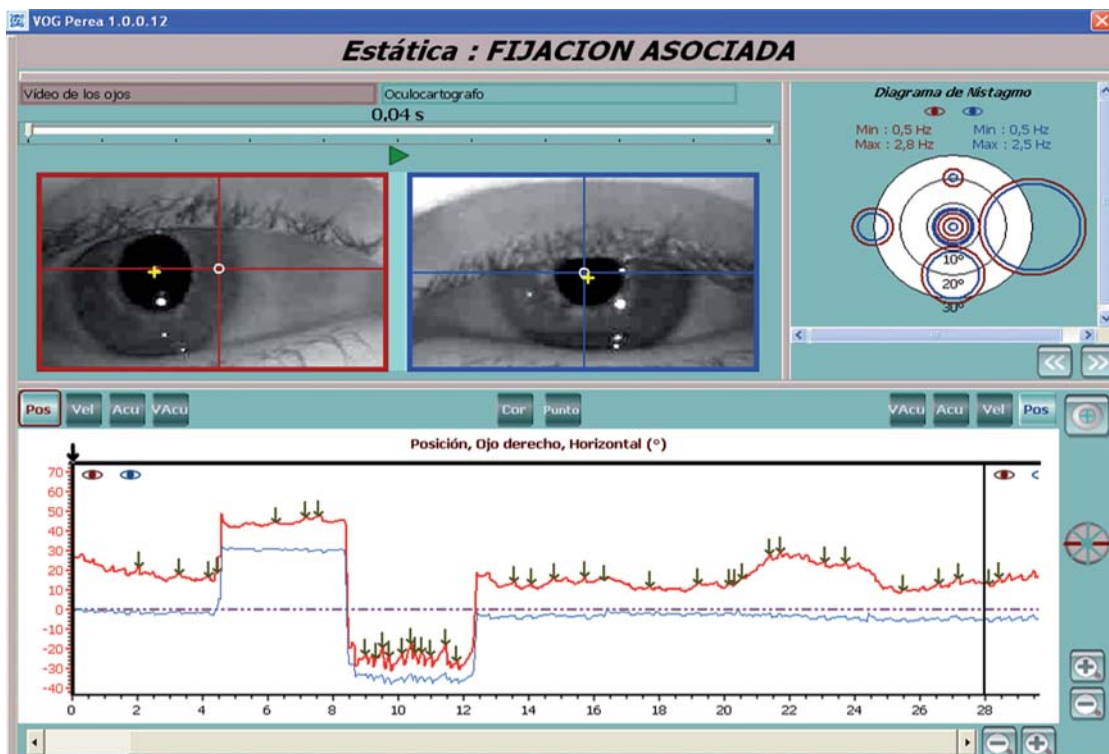 VOG Perea 1.0.0.12
Estática : FIJACION ASOCIADA
Vídeo de los ojos
Oculocartografo
0,04 s
Diagrama de Nistagmo
Min : 0,5 Hz Min : 0,5 Hz
Max : 2,8 Hz Max : 2,5 Hz
10º
20º
30º
<< >>
Pos Vel Acu VAcu Cor Punto VAcu Acu Vel Pos
Posición, Ojo derecho, Horizontal (°)
70
60
50
40
30
20
10
0
-10
-20
-30
-40
0 2 4 6 8 10 12 14 16 18 20 22 24 26 28